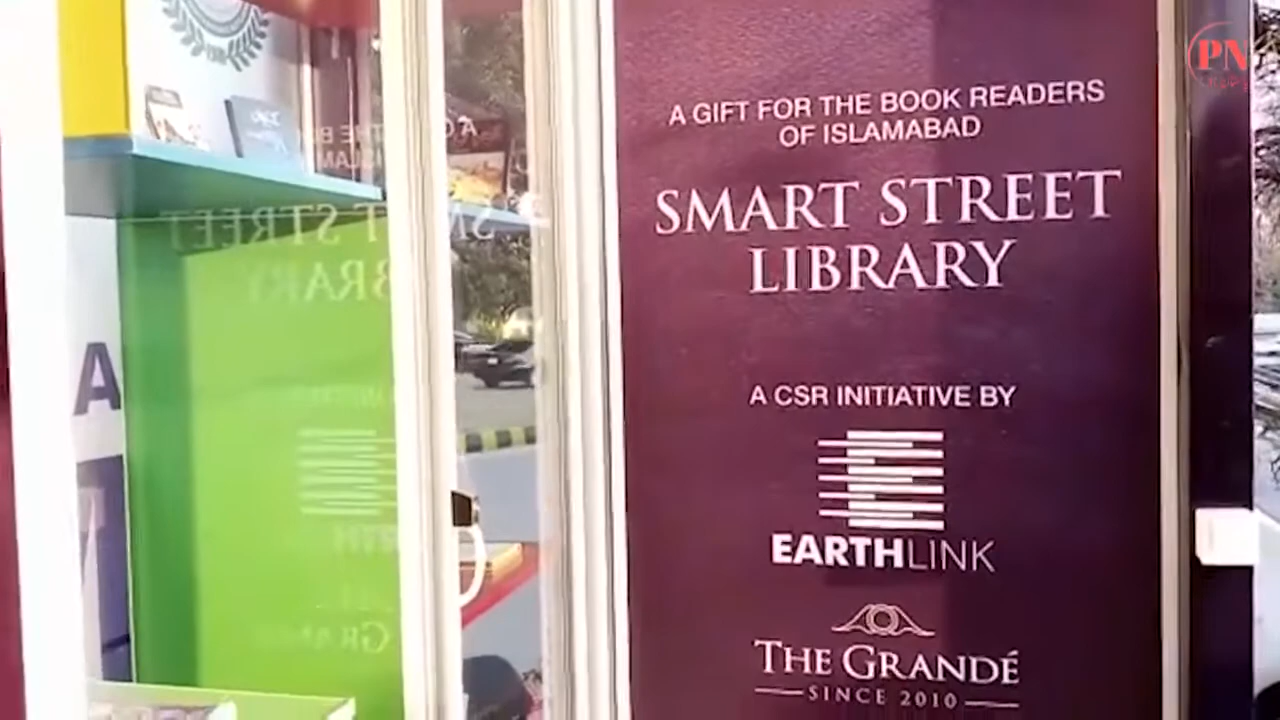 PN
A GIFT FOR THE BOOK READERS
OF ISLAMABAD
SMART STREET
LIBRARY
A CSR INITIATIVE BY
EARTHLINK
THE GRANDÉ
SINCE 2010
A